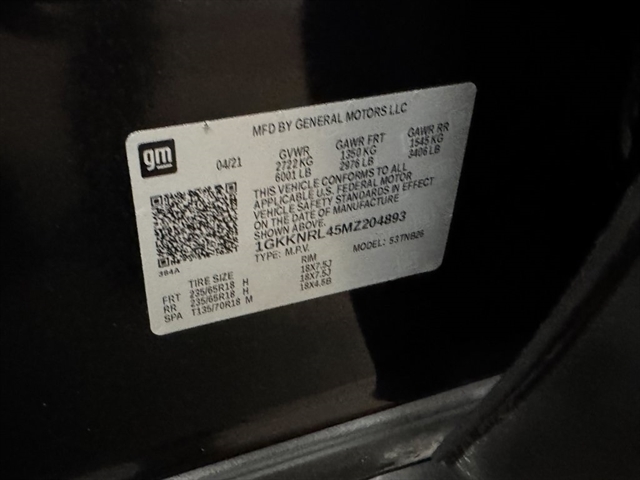 MFD BY GENERAL MOTORS LLC
gm
04/21
GVWR GAWR FRT GAWR RR
2722 KG 1350 KG 1545 KG
6001 LB 2976 LB 3406 LB
THIS VEHICLE CONFORMS TO ALL
APPLICABLE U.S. FEDERAL MOTOR
VEHICLE SAFETY STANDARDS IN EFFECT
ON THE DATE OF MANUFACTURE
SHOWN ABOVE.
1GKKNRL45MZ204893
TYPE: M.P.V. MODEL: 53TNB26
394A
TIRE SIZE RIM
FRT 235/65R18 H 18X7.5J
RR 235/65R18 H 18X7.5J
SPA T135/70R18 M 18X4.5B